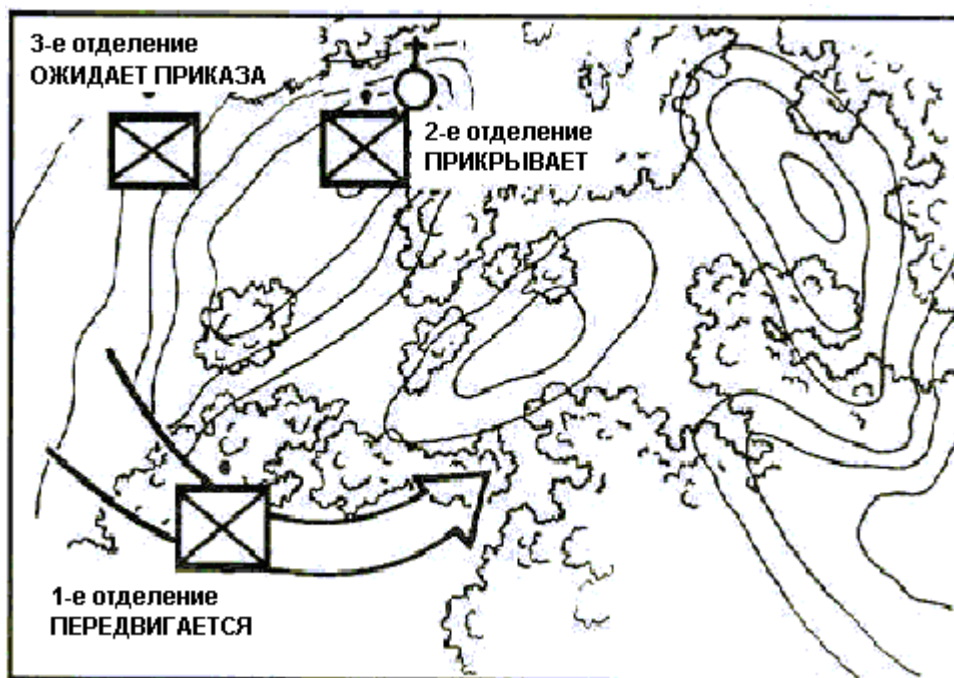 3-е отделение
ОЖИДАЕТ ПРИКАЗА
2-е отделение
ПРИКРЫВАЕТ
1-е отделение
ПЕРЕДВИГАЕТСЯ